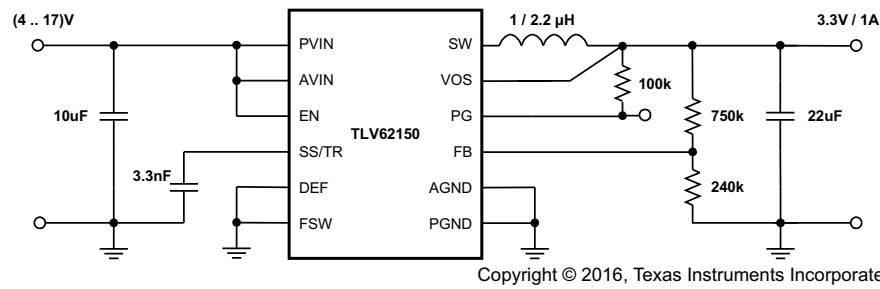 (4 .. 17)V
1 / 2.2 µH
3.3V / 1A
PVIN
SW
AVIN
VOS
100k
10uF
EN
PG
750k
22uF
TLV62150
SS/TR
FB
3.3nF
DEF
AGND
240k
FSW
PGND
Copyright © 2016, Texas Instruments Incorporate